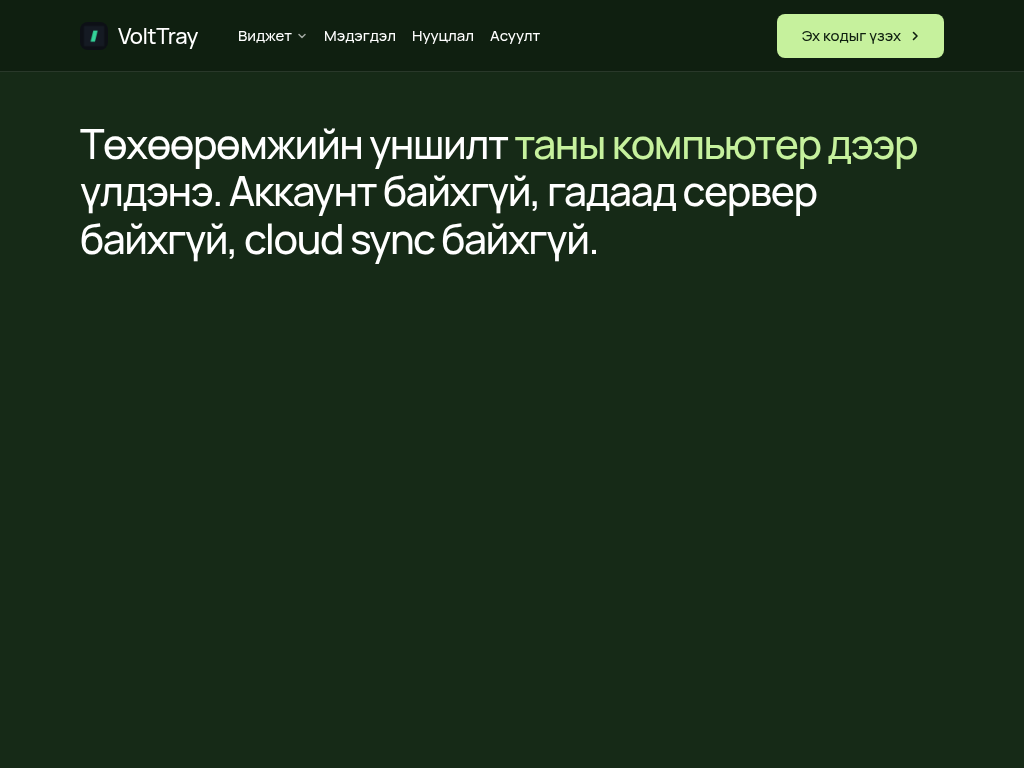 VoltTray
Виджет
Мэдэгдэл
Нууцлал
Асуулт
Эх кодыг үзэх
Төхөөрөмжийн уншилт таны компьютер дээр
үлдэнэ. Аккаунт байхгүй, гадаад сервер
байхгүй, cloud sync байхгүй.